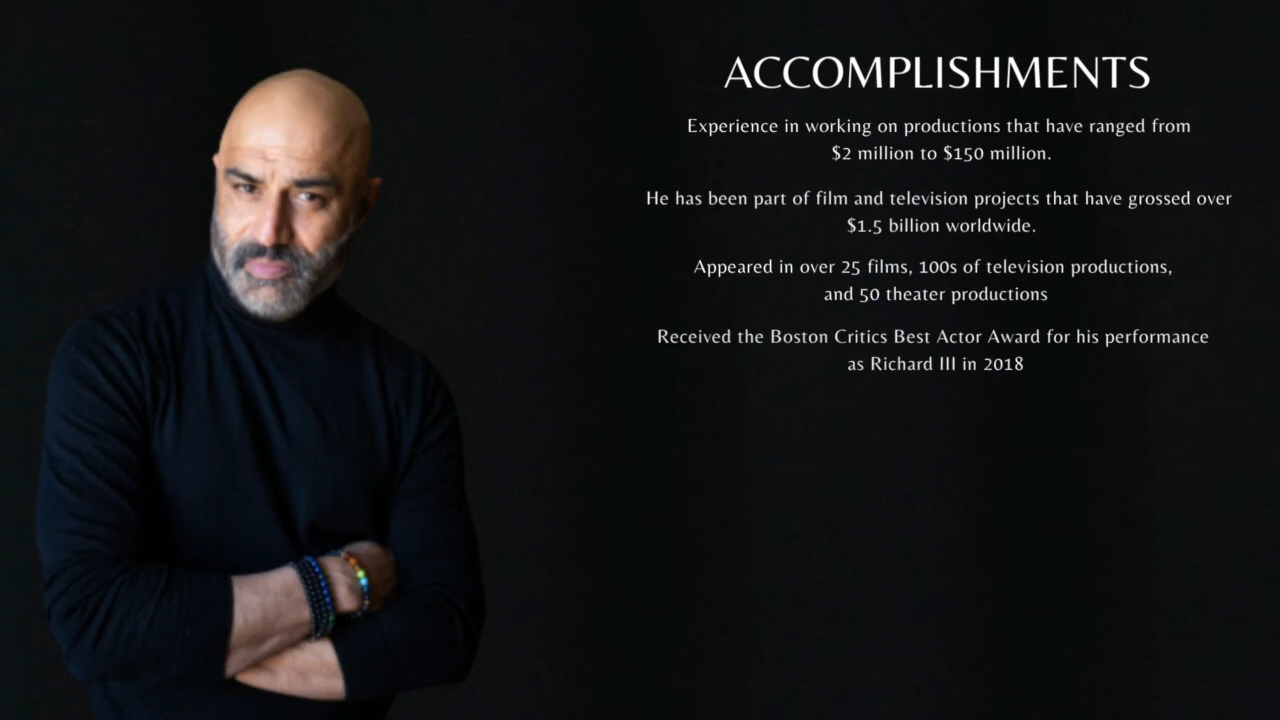 ACCOMPLISHMENTS
Experience in working on productions that have ranged from
$2 million to $150 million.
He has been part of film and television projects that have grossed over
$1.5 billion worldwide.
Appeared in over 25 films, 100s of television productions,
and 50 theater productions
Received the Boston Critics Best Actor Award for his performance
as Richard III in 2018